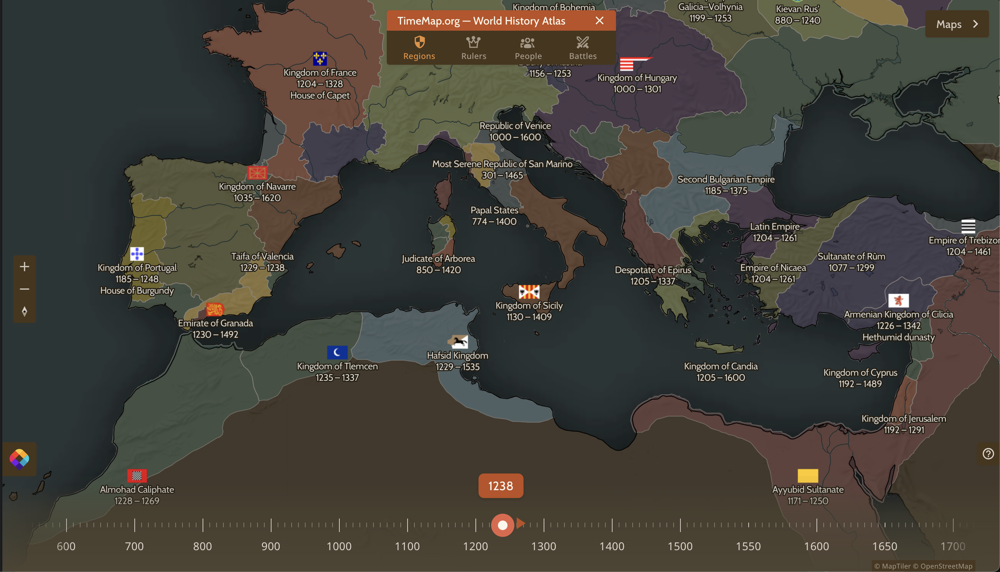 Kingdom of Bohemia
Galicia–Volhynia
1199 – 1253
Kievan Rus'
880 – 1240
TimeMap.org — World History Atlas
Maps
Regions
Rulers
People
Battles
1156 – 1253
Kingdom of France
1204 – 1328
House of Capet
Kingdom of Hungary
1000 – 1301
Republic of Venice
1000 – 1600
Most Serene Republic of San Marino
301 – 1465
Kingdom of Navarre
1035 – 1620
Second Bulgarian Empire
1185 – 1375
Papal States
774 – 1400
Latin Empire
1204 – 1261
Empire of Trebizon
1204 – 1461
Taifa of Valencia
1229 – 1238
Judicate of Arborea
850 – 1420
Sultanate of Rûm
1077 – 1299
Kingdom of Portugal
1185 – 1248
House of Burgundy
Despotate of Epirus
1205 – 1337
Empire of Nicaea
1204 – 1261
Kingdom of Sicily
1130 – 1409
Armenian Kingdom of Cilicia
1226 – 1342
Hethumid dunasty
Emirate of Granada
1230 – 1492
Hafsid Kingdom
1229 – 1535
Kingdom of Tlemcen
1235 – 1337
Kingdom of Candia
1205 – 1600
Kingdom of Cyprus
1192 – 1489
Kingdom of Jerusalem
1192 – 1291
Almohad Caliphate
1228 – 1269
Ayyubid Sultanate
1171 – 1250
1238
600 700 800 900 1000 1100 1200 1300 1400 1500 1550 1600 1650 1700
© MapTiler © OpenStreetMap